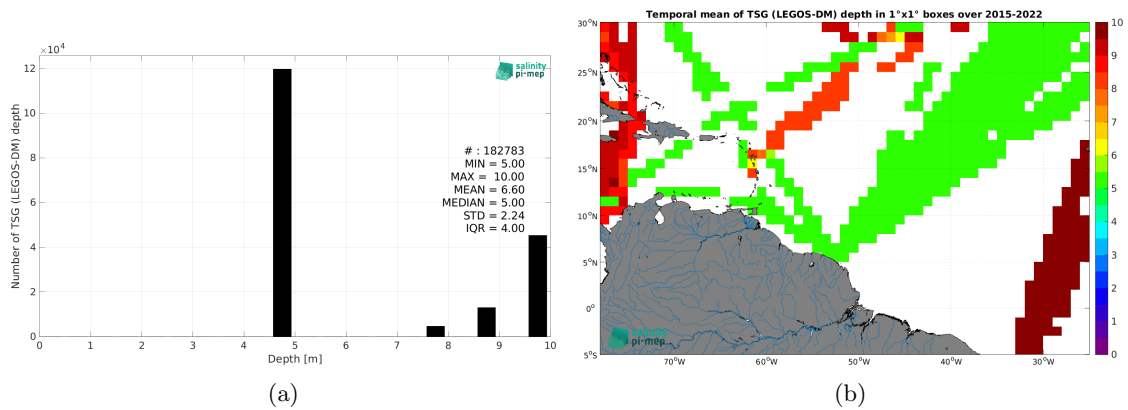 ×10⁴
12
10
8
6
4
2
0
Number of TSG (LEGOS-DM) depth
salinity
pi-mep
# : 182783
MIN = 5.00
MAX = 10.00
MEAN = 6.60
MEDIAN = 5.00
STD = 2.24
IQR = 4.00
0 1 2 3 4 5 6 7 8 9 10
Depth [m]
(a)
Temporal mean of TSG (LEGOS-DM) depth in 1°x1° boxes over 2015-2022
30°N
25°N
20°N
15°N
10°N
5°N
0°
5°S
salinity
pi-mep
70°W 60°W 50°W 40°W 30°W
10
9
8
7
6
5
4
3
2
1
0
(b)